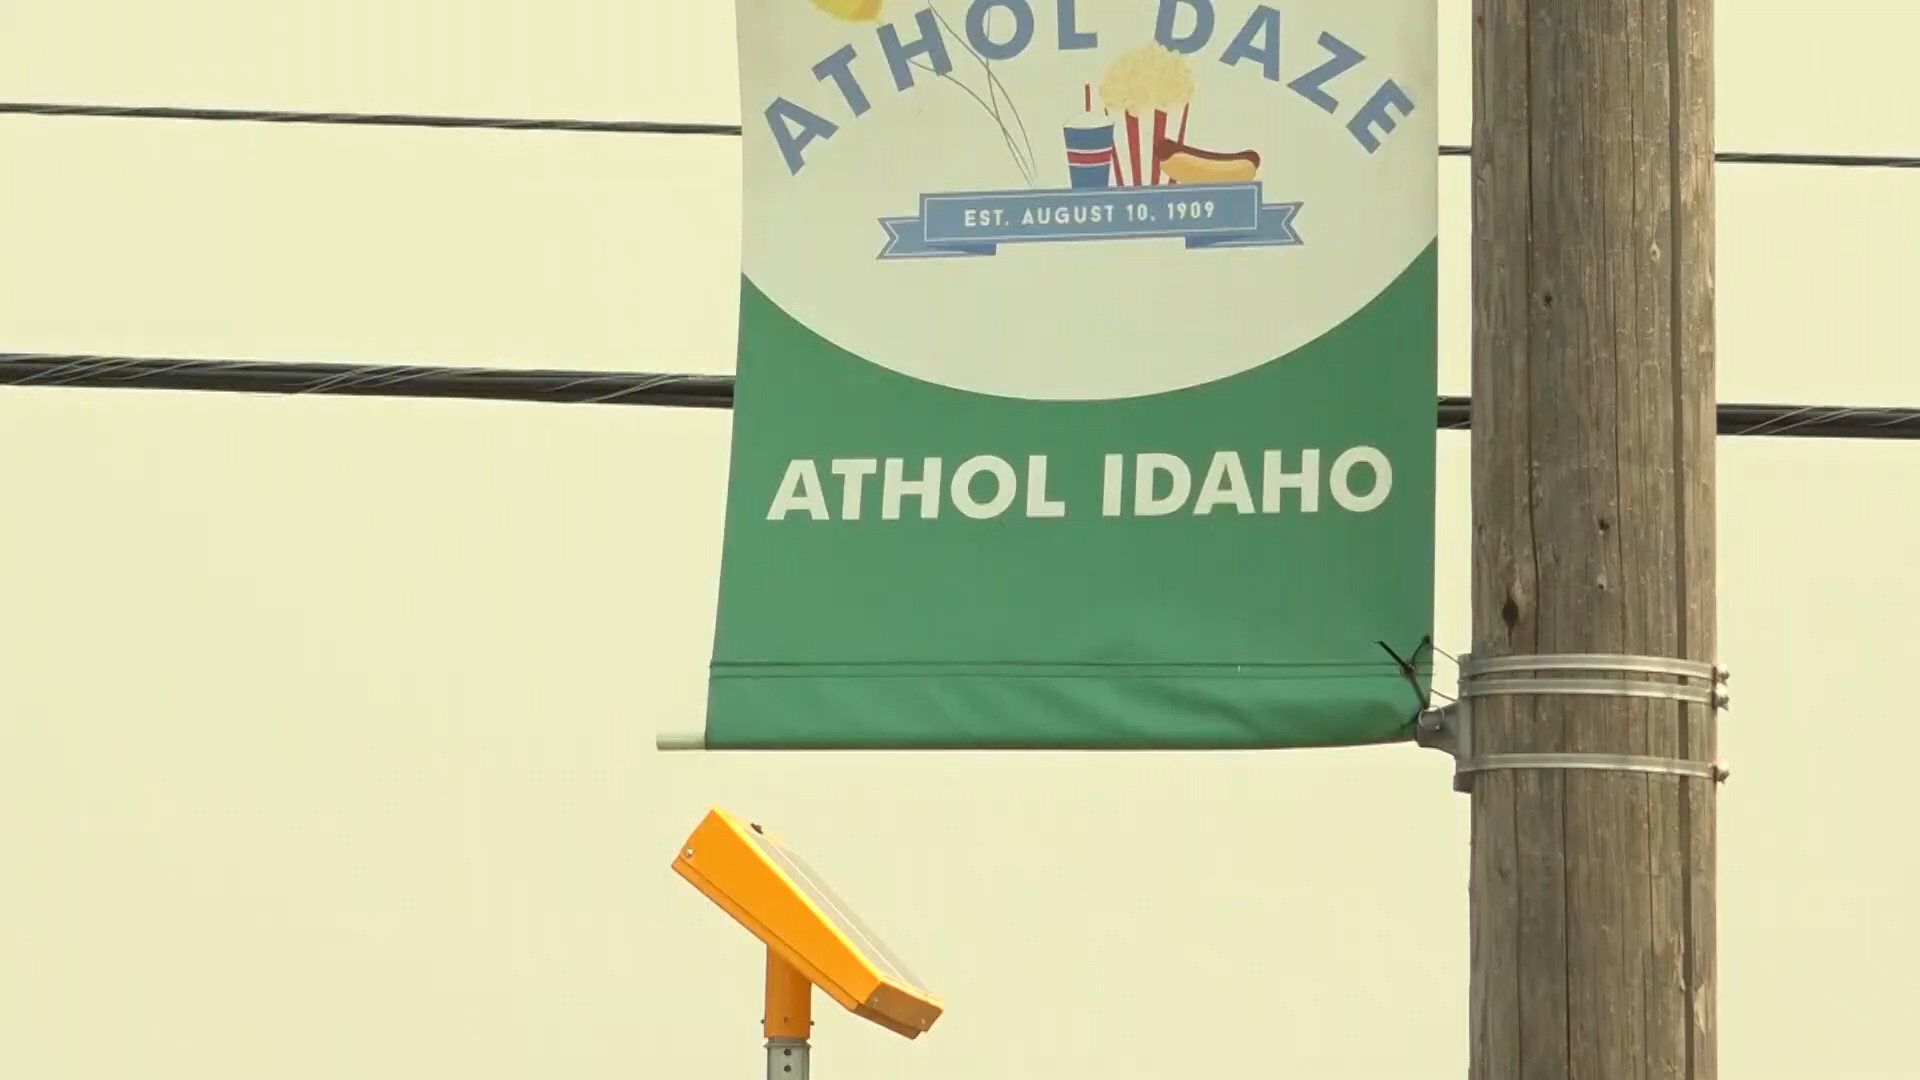 ATHOL DAZE
EST. AUGUST 10, 1909
ATHOL IDAHO